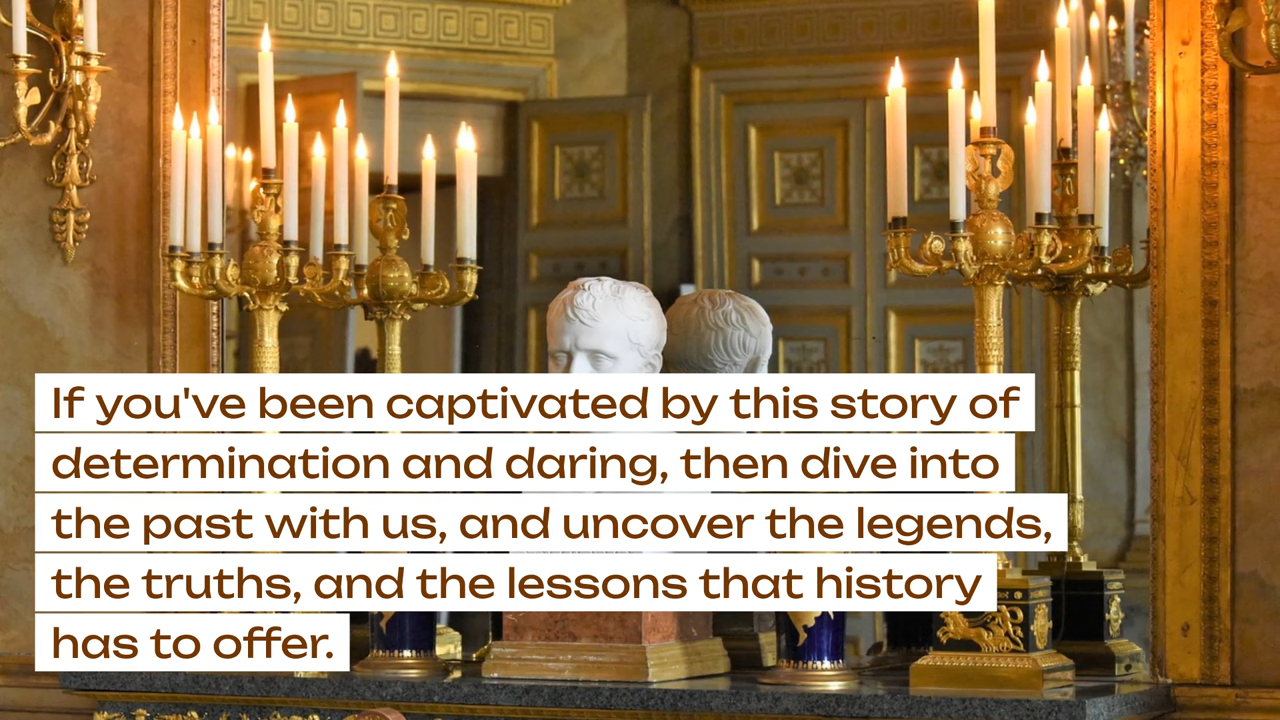 If you've been captivated by this story of
determination and daring, then dive into
the past with us, and uncover the legends,
the truths, and the lessons that history
has to offer.